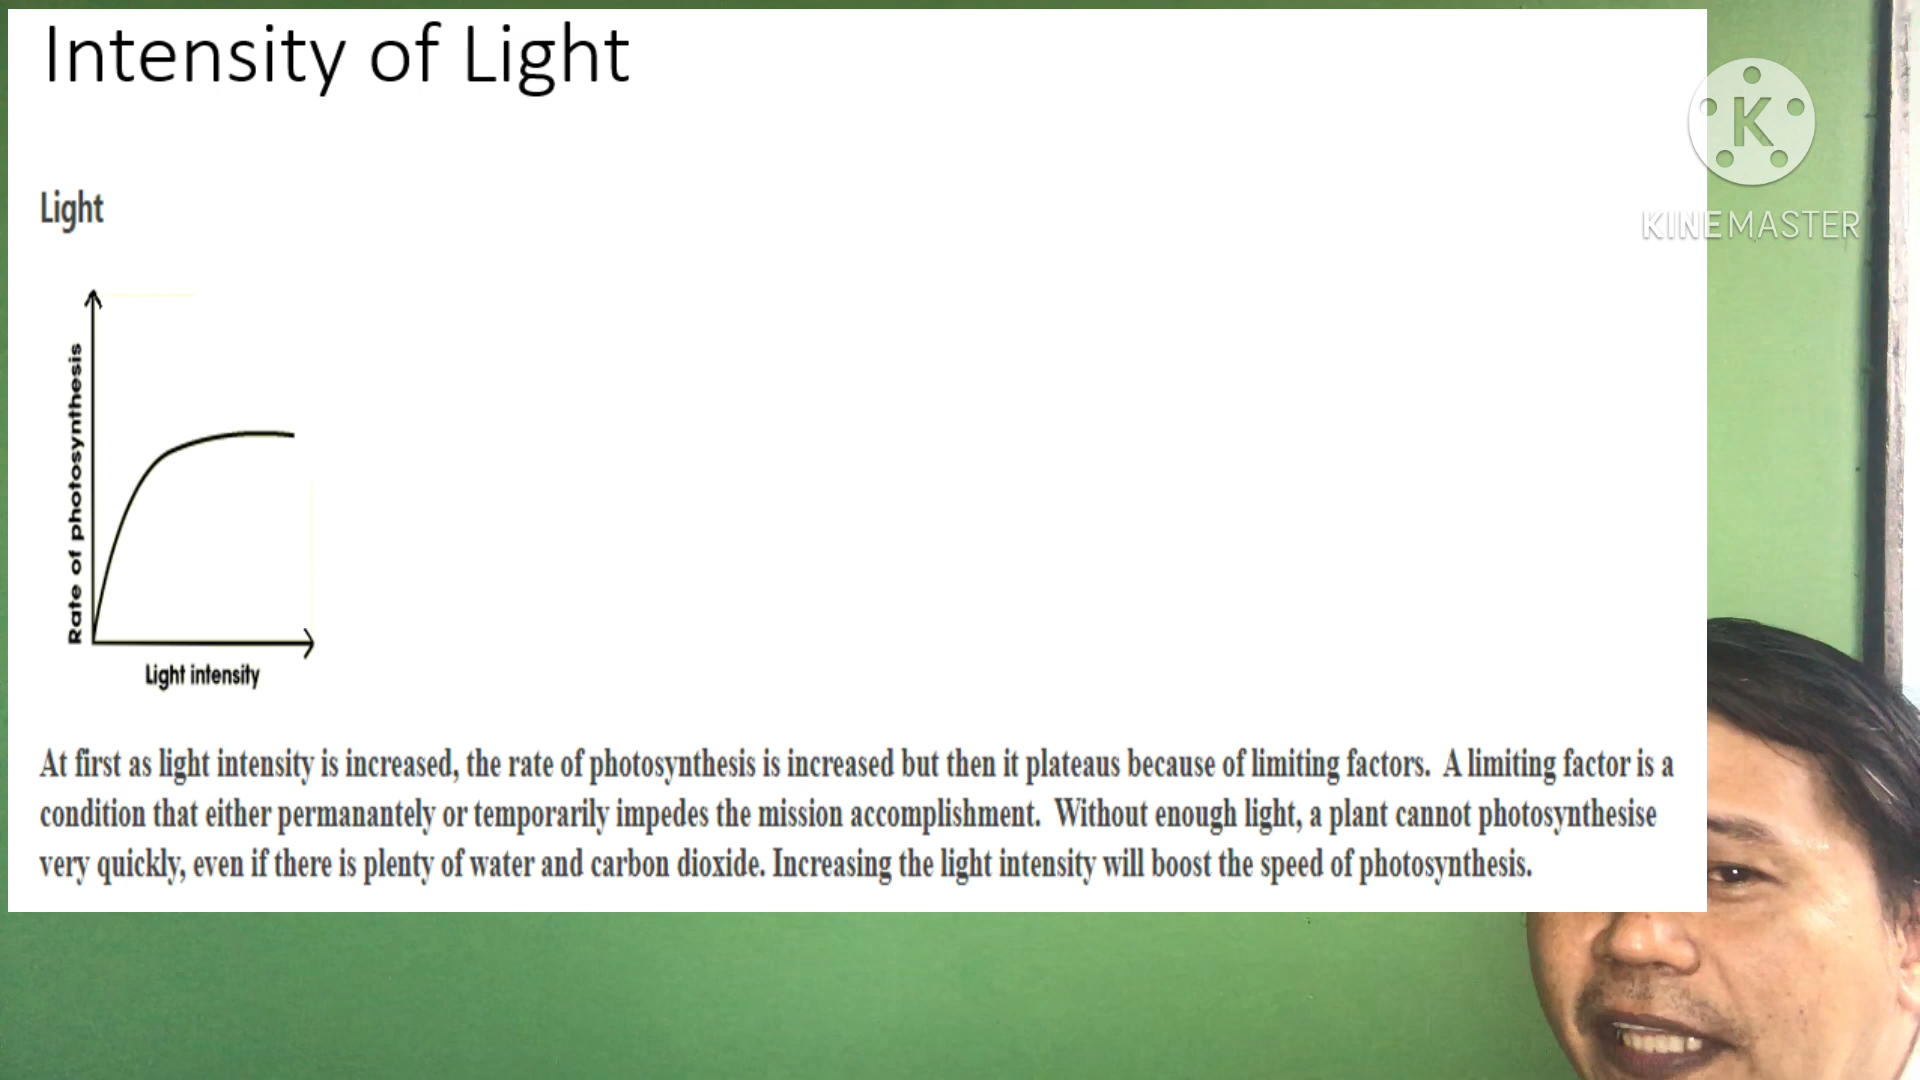 Intensity of Light
K
KINEMASTER
Light
Rate of photosynthesis
Light intensity
At first as light intensity is increased, the rate of photosynthesis is increased but then it plateaus because of limiting factors. A limiting factor is a
condition that either permanantely or temporarily impedes the mission accomplishment. Without enough light, a plant cannot photosynthesise
very quickly, even if there is plenty of water and carbon dioxide. Increasing the light intensity will boost the speed of photosynthesis.